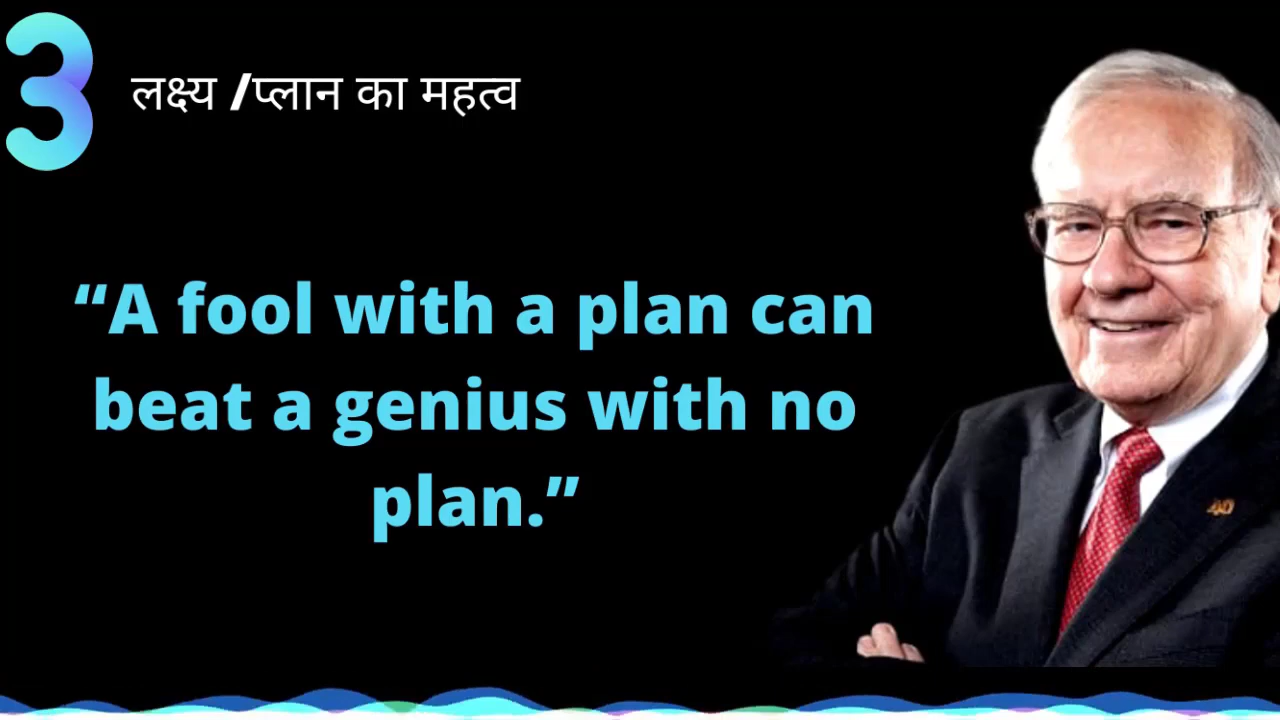 3
लक्ष्य /प्लान का महत्व
“A fool with a plan can
beat a genius with no
plan.”